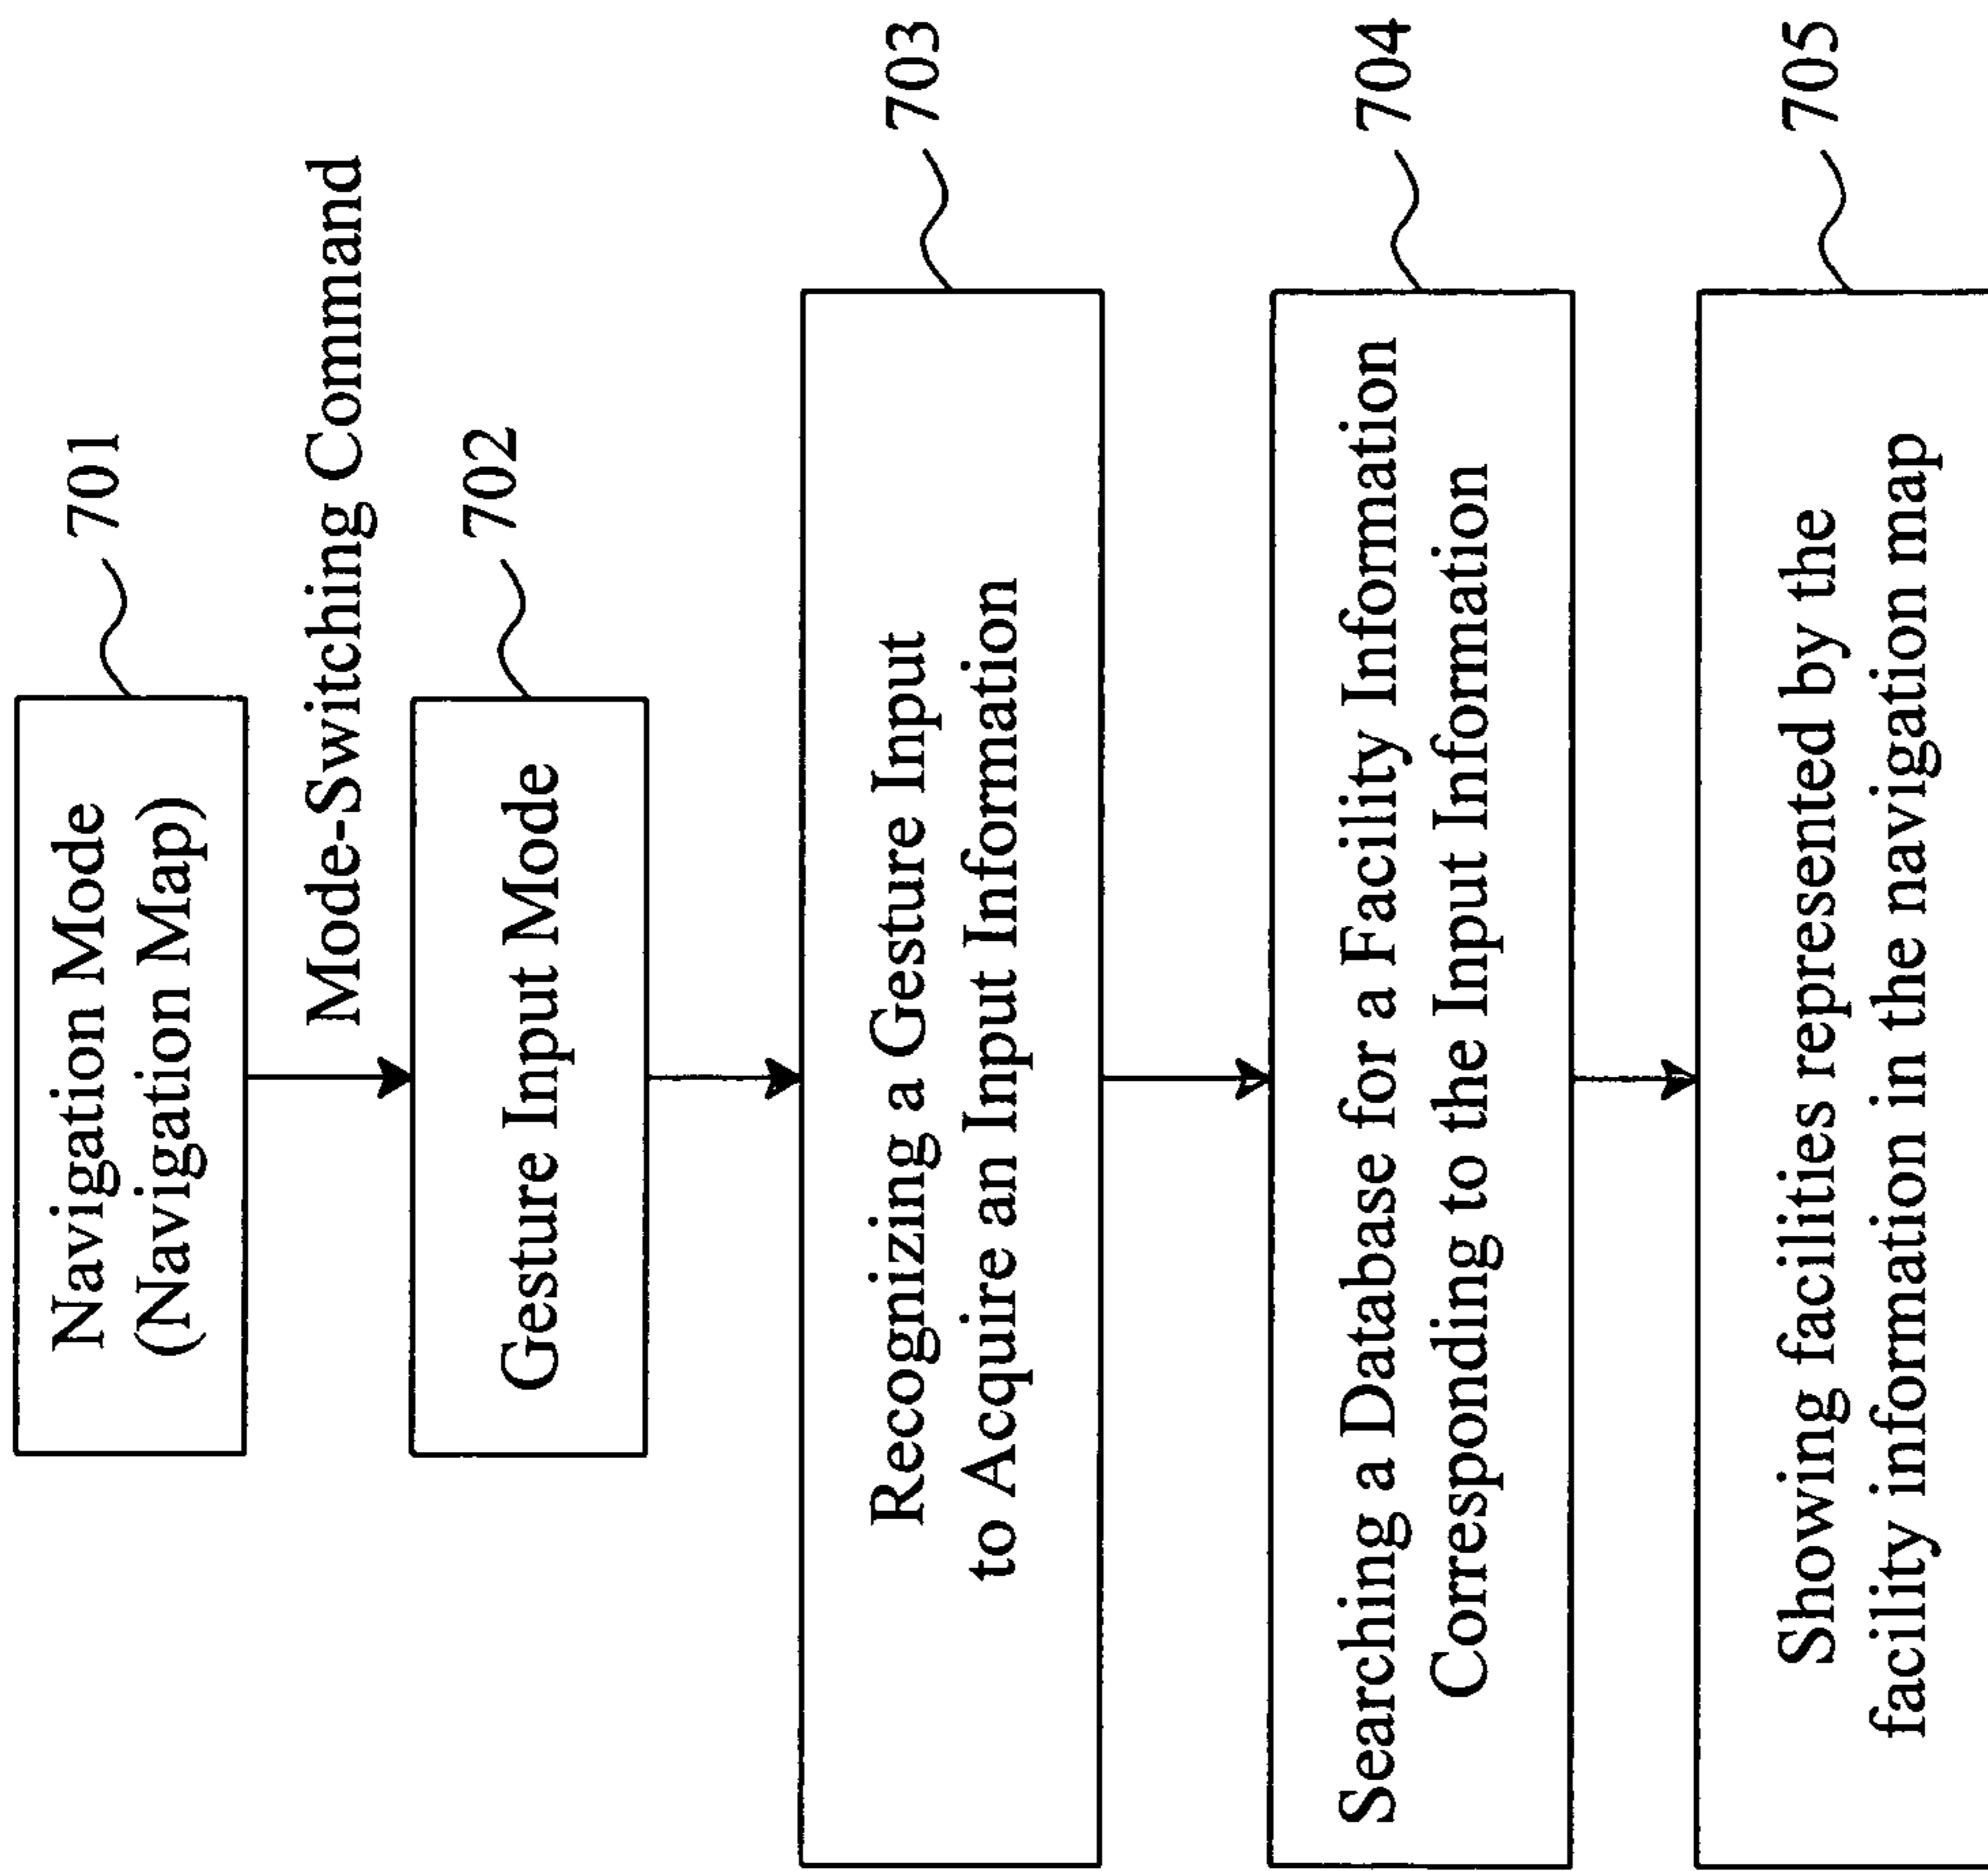 Navigation Mode
(Navigation Map)
701
Mode-Switching Command
Gesture Input Mode
702
Recognizing a Gesture Input
to Acquire an Input Information
703
Searching a Database for a Facility Information
Corresponding to the Input Information
704
Showing facilities represented by the
facility information in the navigation map
705